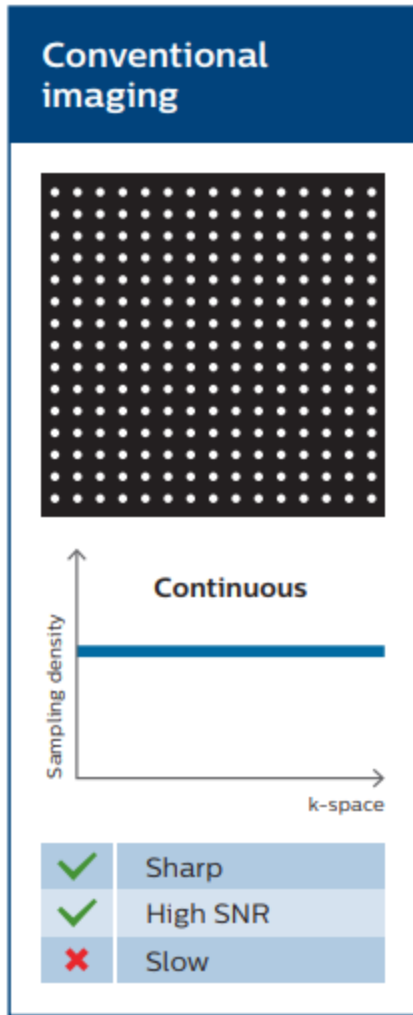 Conventional
imaging
Continuous
Sampling density
k-space
Sharp
High SNR
Slow